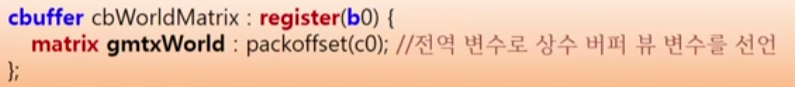 cbuffer cbWorldMatrix : register(b0) {
matrix gmtxWorld : packoffset(c0); //전역 변수로 상수 버퍼 뷰 변수를 선언
};